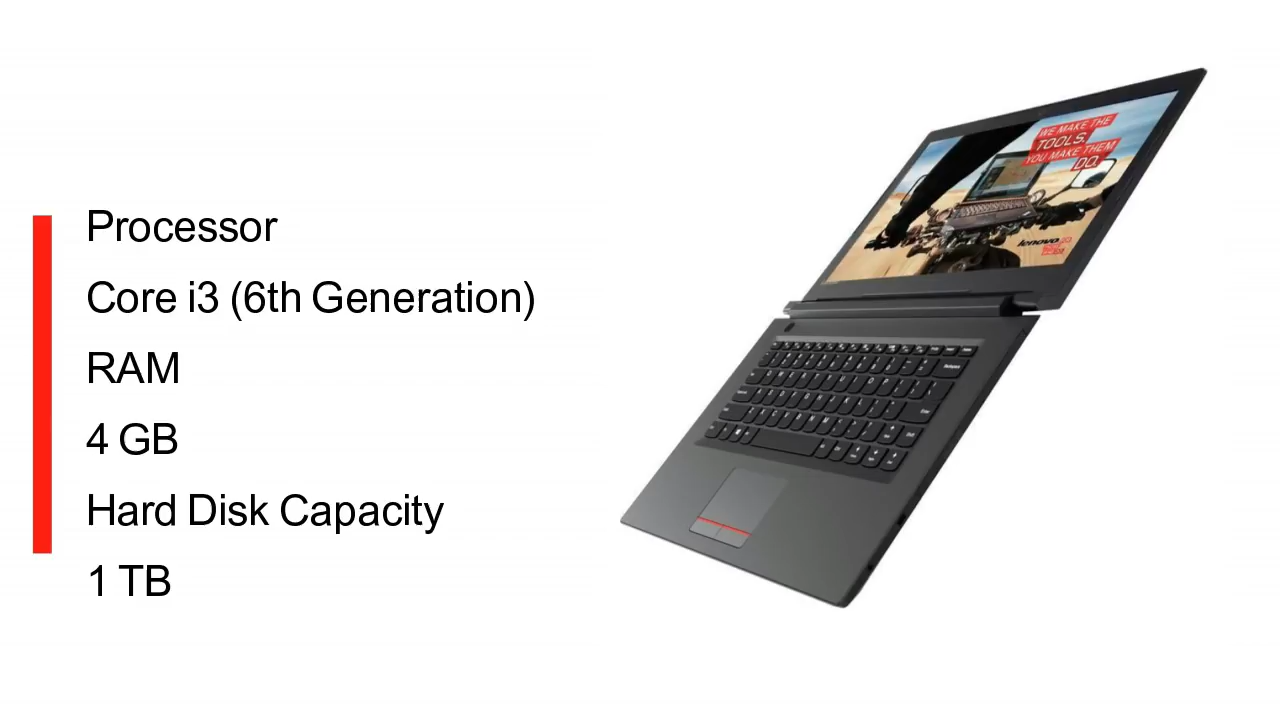 Processor
Core i3 (6th Generation)
RAM
4 GB
Hard Disk Capacity
1 TB
WE MAKE THE
TOOLS.
YOU MAKE THEM
DO.
lenovo